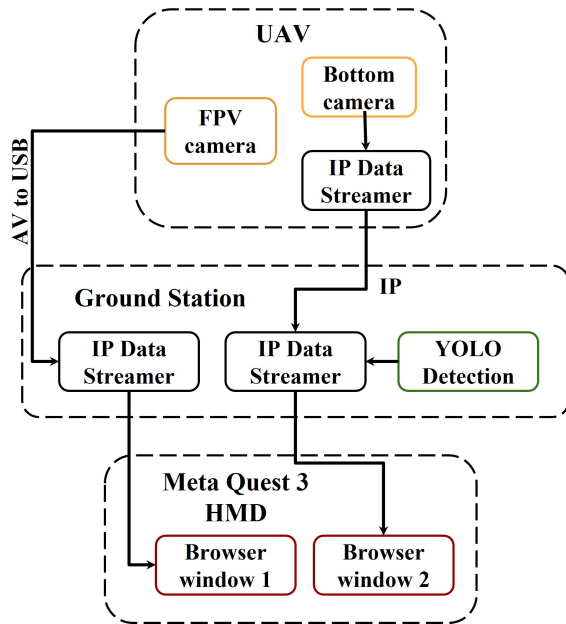 UAV
Bottom
camera
FPV
camera
AV to USB
IP Data
Streamer
IP
Ground Station
IP Data
Streamer
IP Data
Streamer
YOLO
Detection
Meta Quest 3
HMD
Browser
window 1
Browser
window 2